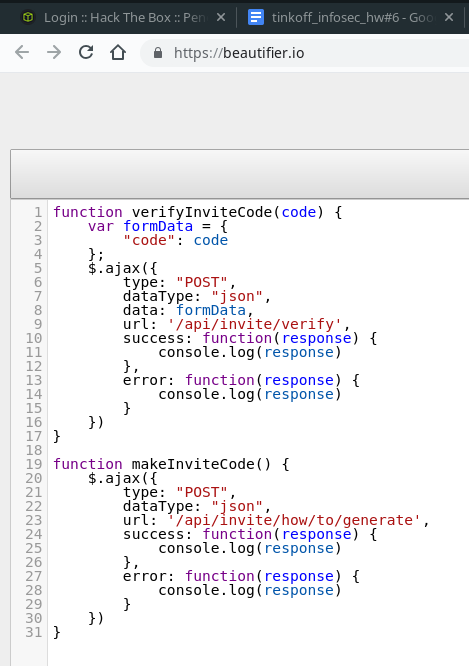 Login :: Hack The Box :: Pen
tinkoff_infosec_hw#6 - Goo
https://beautifier.io
1 function verifyInviteCode(code) {
2     var formData = {
3         "code": code
4     };
5     $.ajax({
6         type: "POST",
7         dataType: "json",
8         data: formData,
9         url: '/api/invite/verify',
10         success: function(response) {
11             console.log(response)
12         },
13         error: function(response) {
14             console.log(response)
15         }
16     })
17 }
18
19 function makeInviteCode() {
20     $.ajax({
21         type: "POST",
22         dataType: "json",
23         url: '/api/invite/how/to/generate',
24         success: function(response) {
25             console.log(response)
26         },
27         error: function(response) {
28             console.log(response)
29         }
30     })
31 }